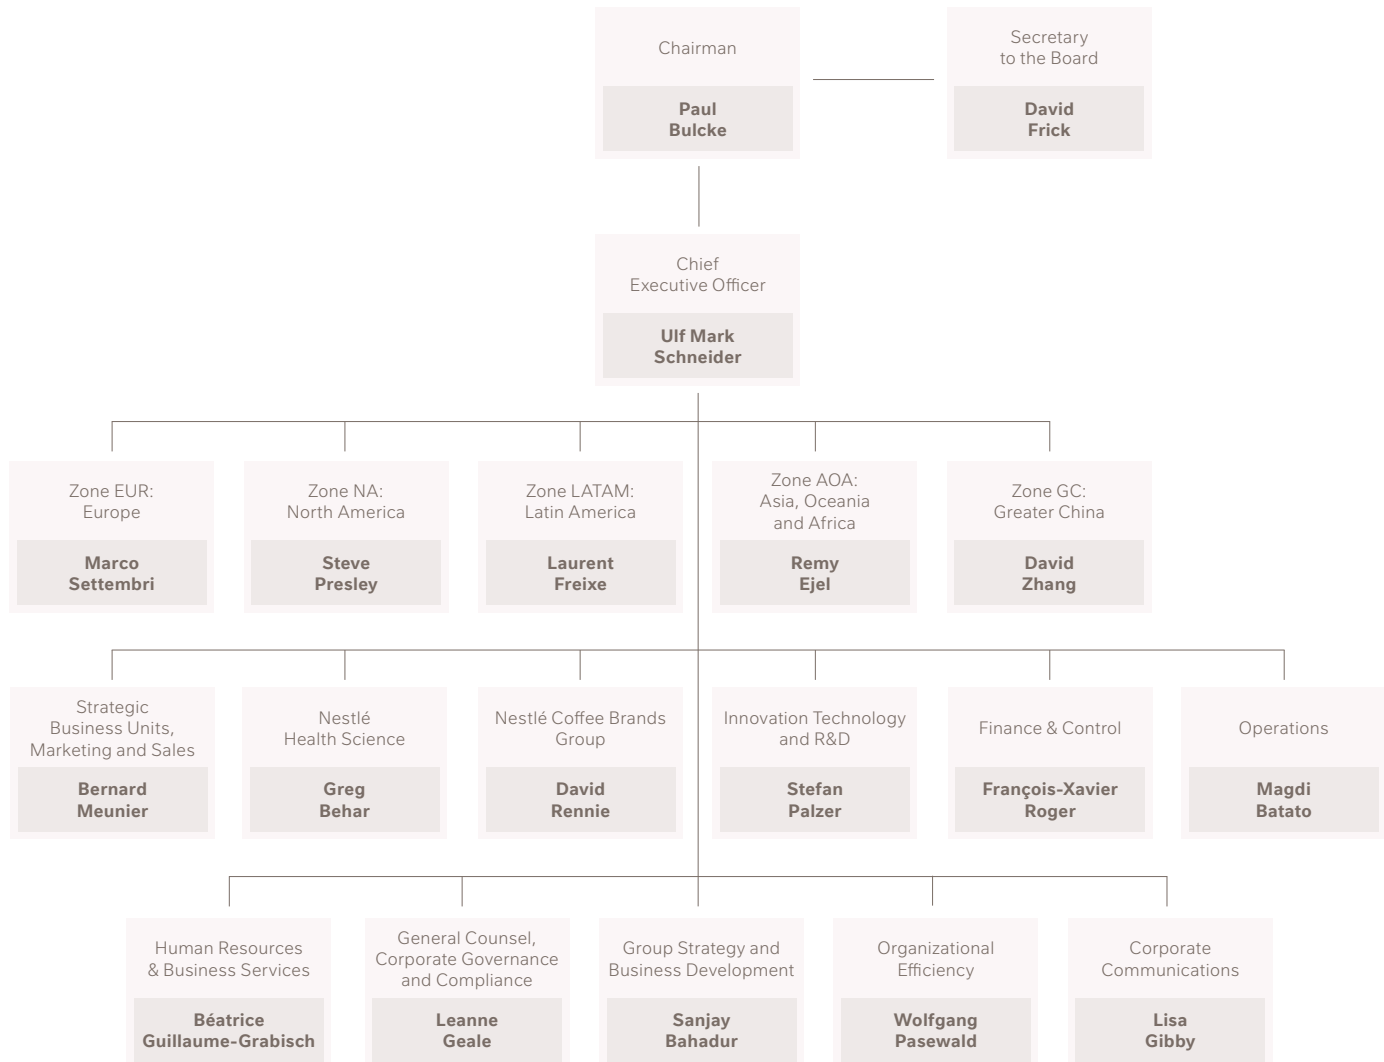 Chairman
Paul
Bulcke
Secretary
to the Board
David
Frick
Chief
Executive Officer
Ulf Mark
Schneider
Zone EUR:
Europe
Marco
Settembri
Zone NA:
North America
Steve
Presley
Zone LATAM:
Latin America
Laurent
Freixe
Zone AOA:
Asia, Oceania
and Africa
Remy
Ejel
Zone GC:
Greater China
David
Zhang
Strategic
Business Units,
Marketing and Sales
Bernard
Meunier
Nestlé
Health Science
Greg
Behar
Nestlé Coffee Brands
Group
David
Rennie
Innovation Technology
and R&D
Stefan
Palzer
Finance & Control
François-Xavier
Roger
Operations
Magdi
Batato
Human Resources
& Business Services
Béatrice
Guillaume-Grabisch
General Counsel,
Corporate Governance
and Compliance
Leanne
Geale
Group Strategy and
Business Development
Sanjay
Bahadur
Organizational
Efficiency
Wolfgang
Pasewald
Corporate
Communications
Lisa
Gibby